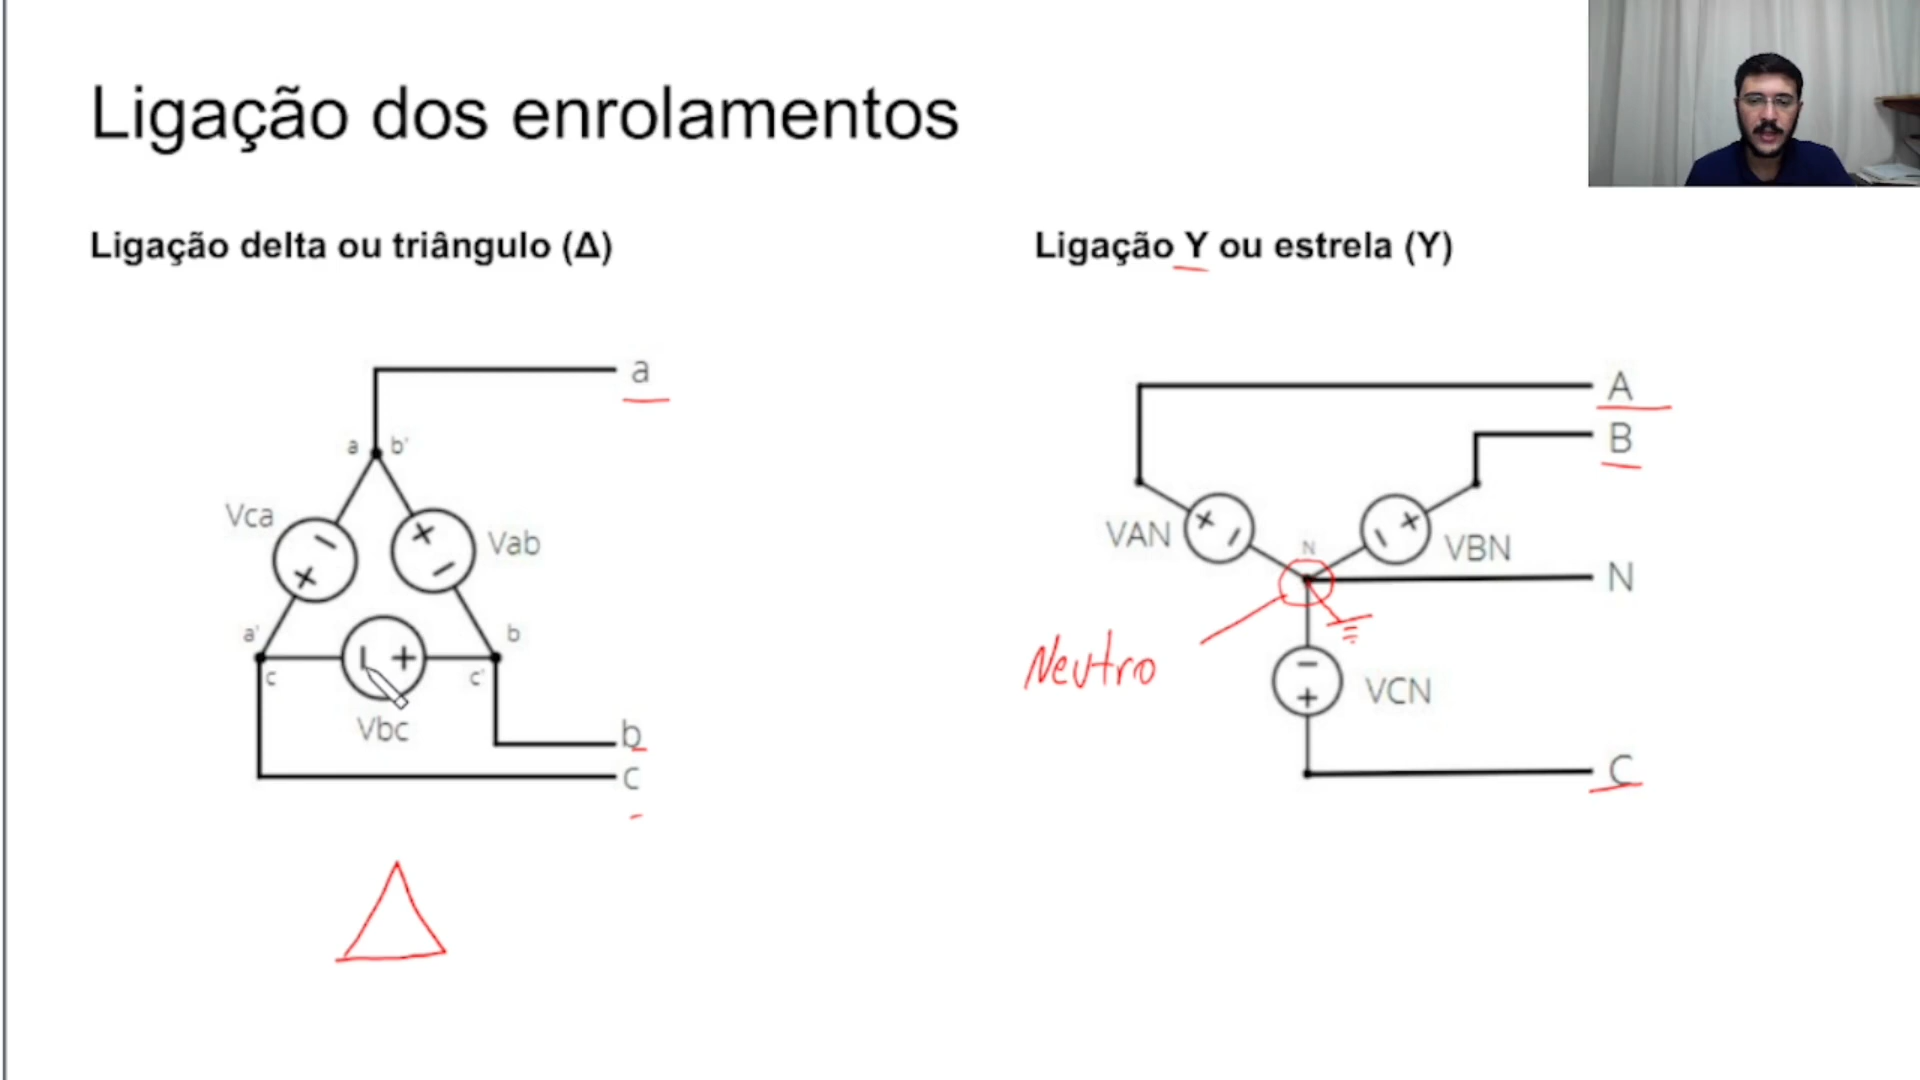 Ligação dos enrolamentos
Ligação delta ou triângulo (Δ)
a
a b'
Vca
Vab
a' b
c c'
Vbc
b
c
Ligação Y ou estrela (Y)
A
B
VAN
N
VBN
N
Neutro
VCN
C